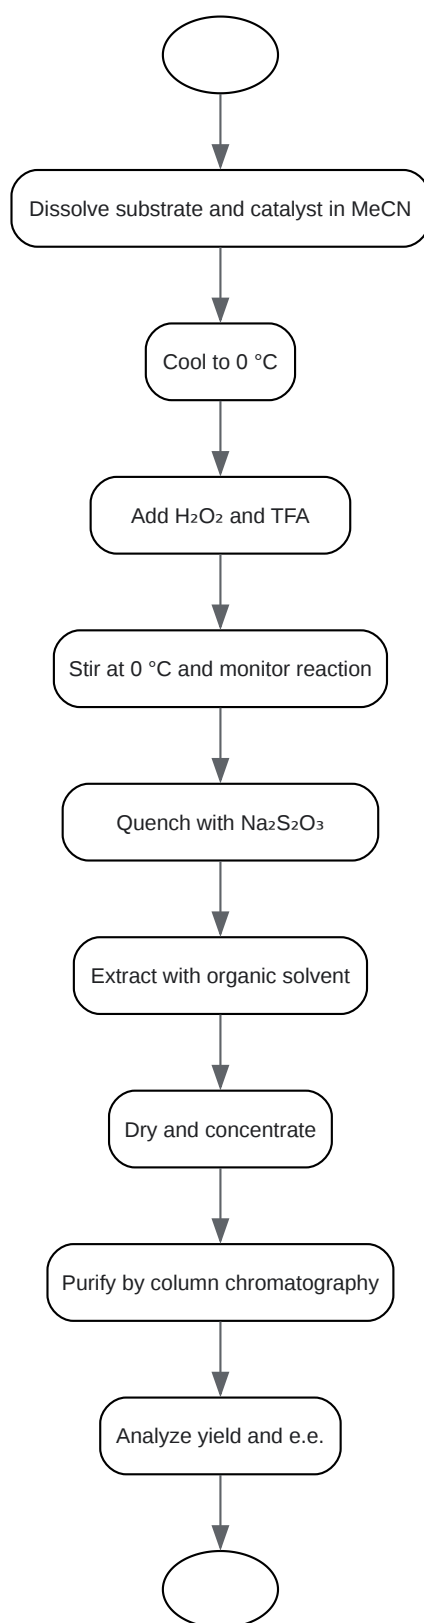 Dissolve substrate and catalyst in MeCN
Cool to 0 °C
Add H₂O₂ and TFA
Stir at 0 °C and monitor reaction
Quench with Na₂S₂O₃
Extract with organic solvent
Dry and concentrate
Purify by column chromatography
Analyze yield and e.e.